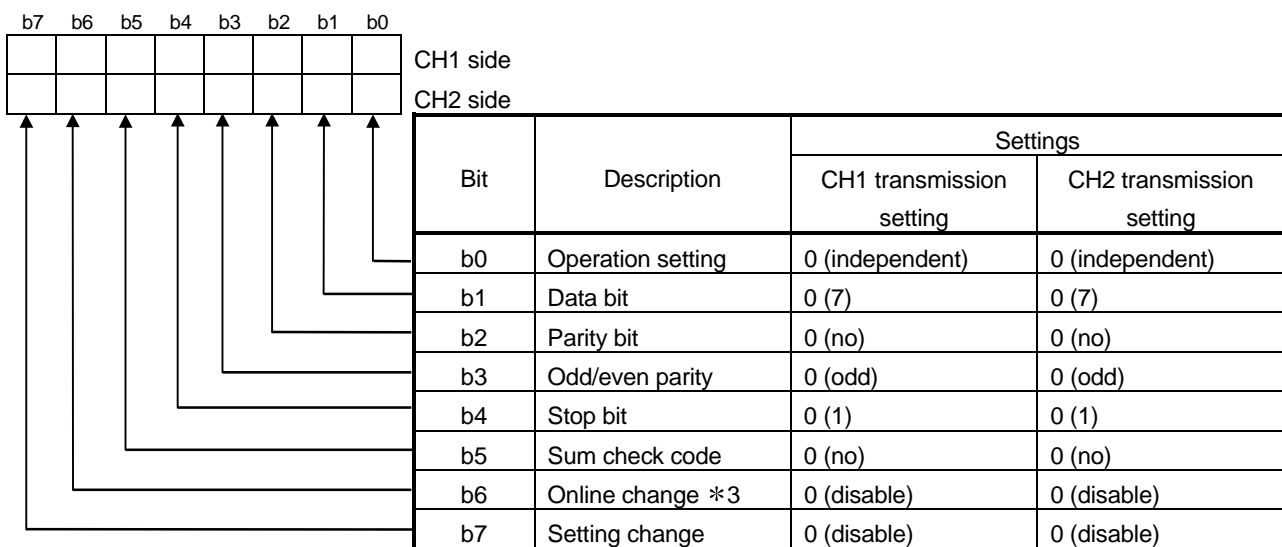 b7 b6 b5 b4 b3 b2 b1 b0
CH1 side
CH2 side
Bit Description Settings
CH1 transmission setting CH2 transmission setting
b0 Operation setting 0 (independent) 0 (independent)
b1 Data bit 0 (7) 0 (7)
b2 Parity bit 0 (no) 0 (no)
b3 Odd/even parity 0 (odd) 0 (odd)
b4 Stop bit 0 (1) 0 (1)
b5 Sum check code 0 (no) 0 (no)
b6 Online change *3 0 (disable) 0 (disable)
b7 Setting change 0 (disable) 0 (disable)